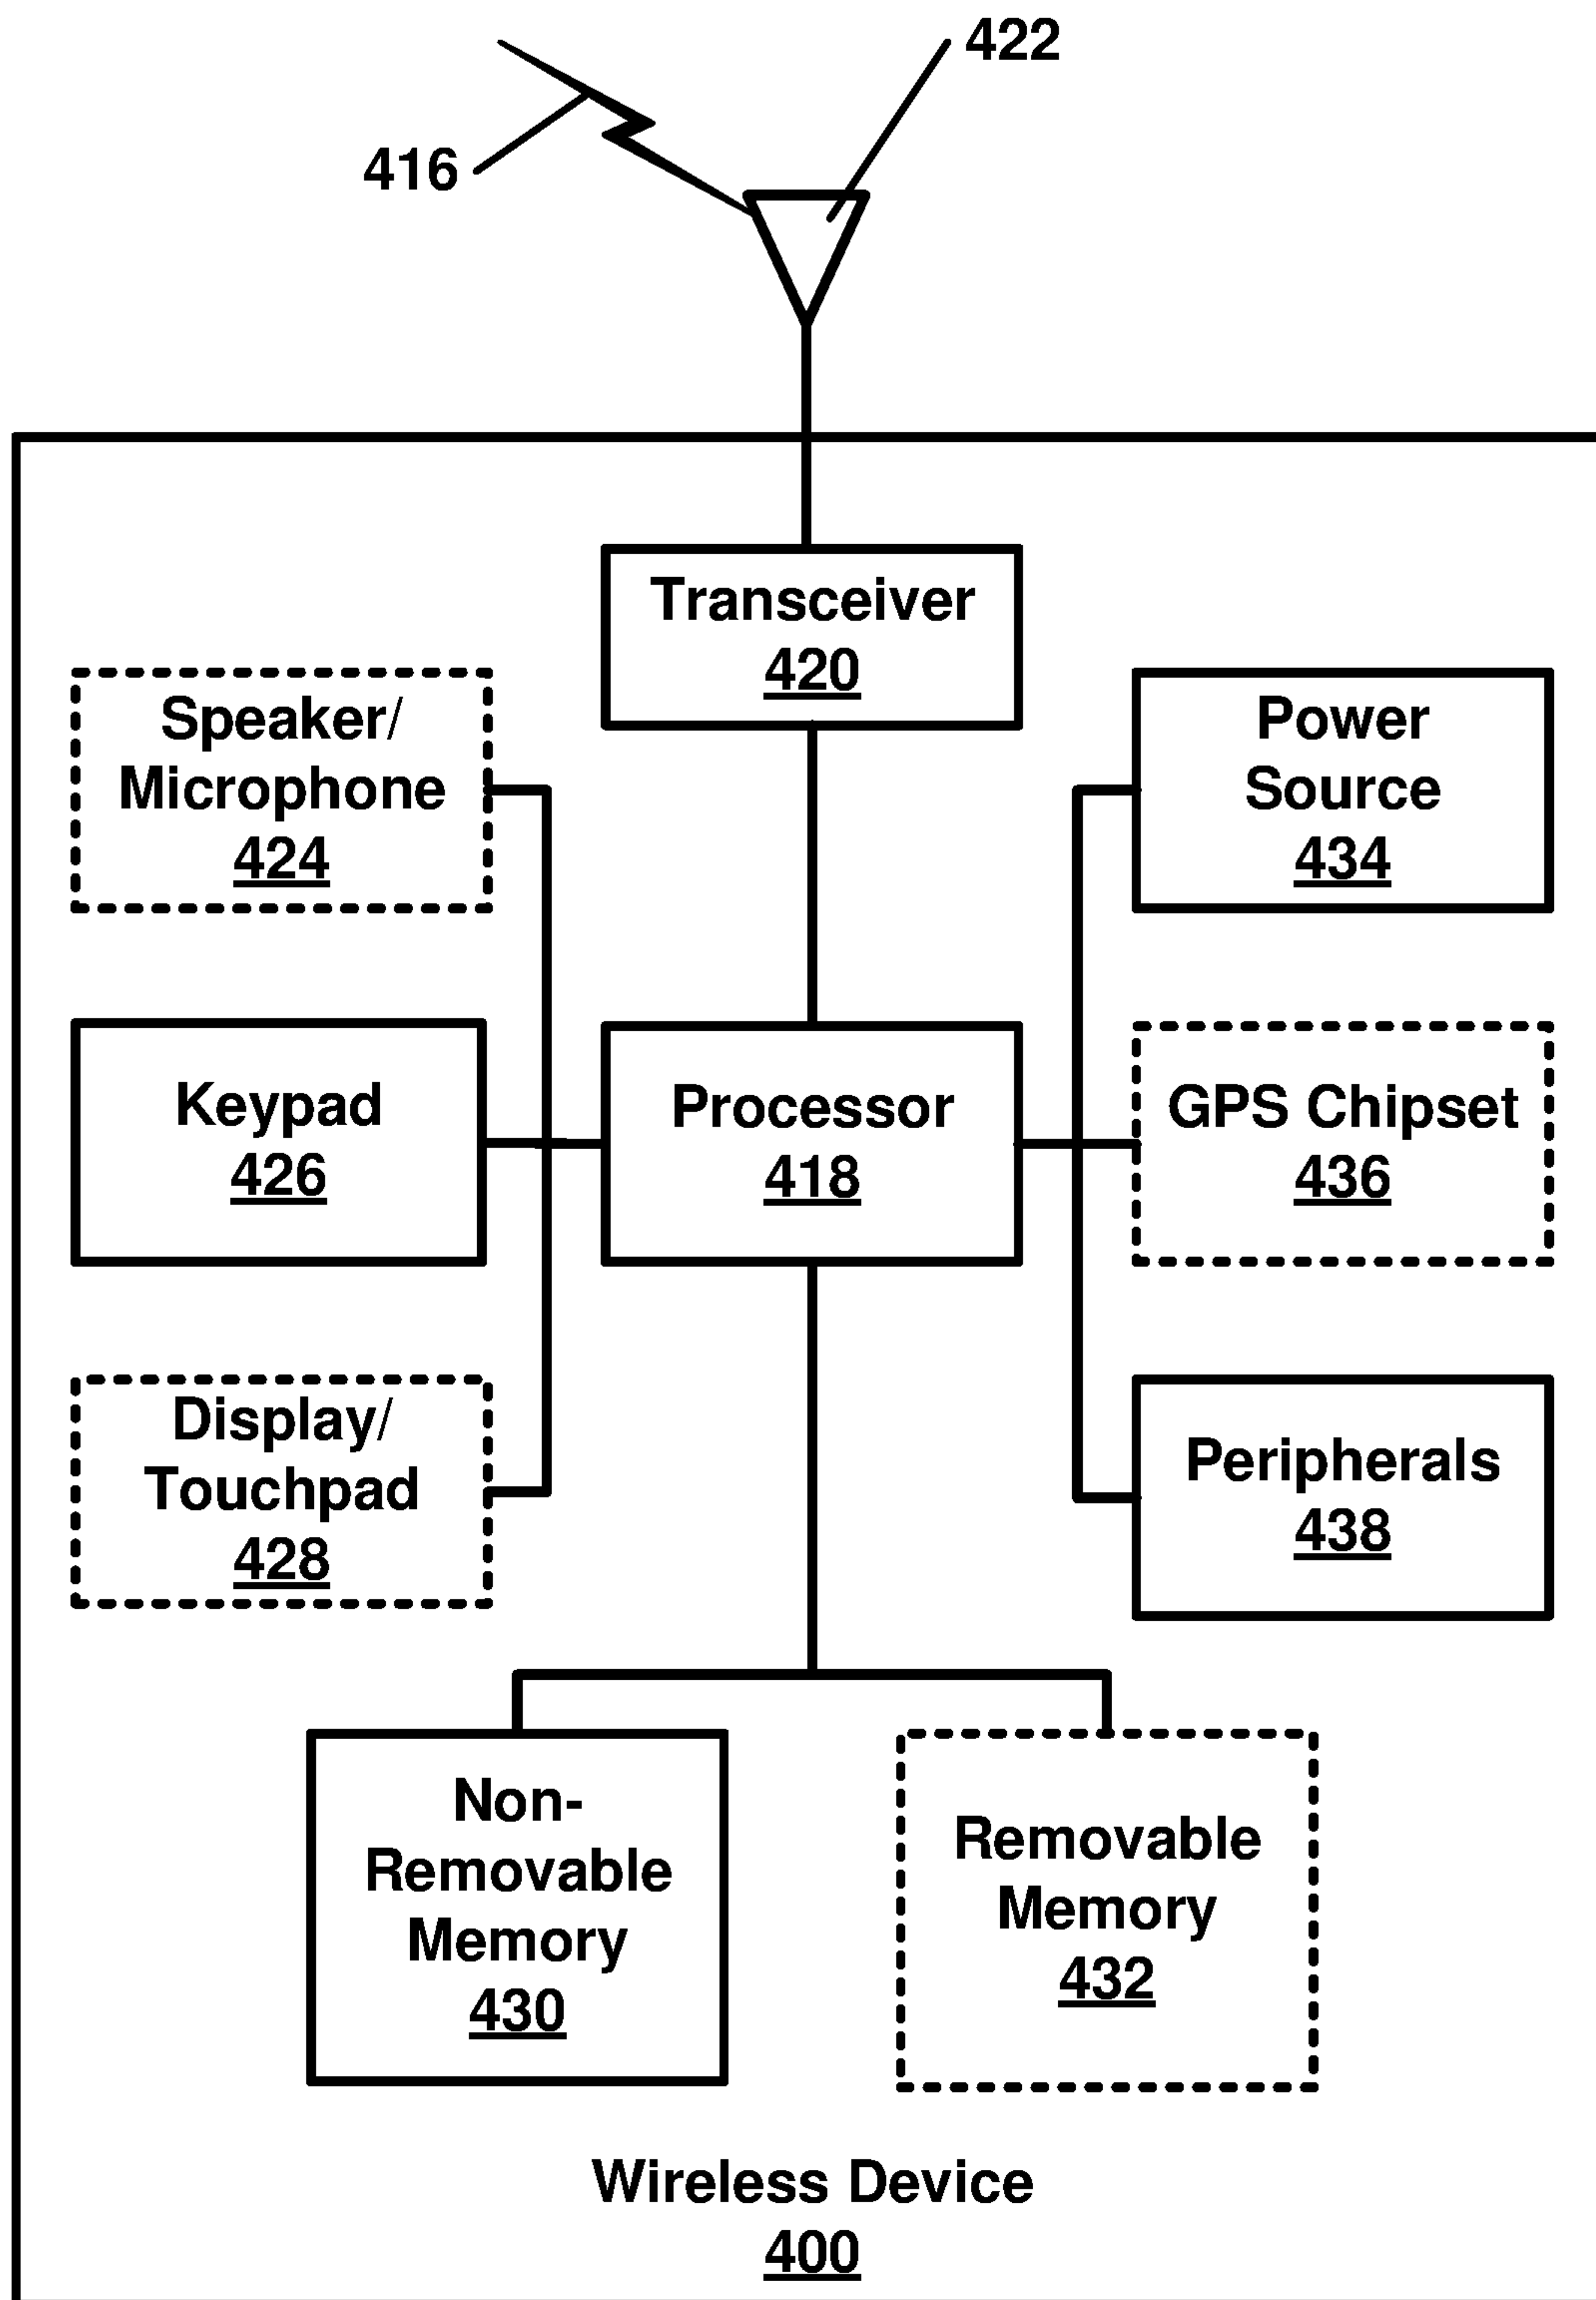 422
416
Transceiver
420
Speaker/
Microphone
424
Power
Source
434
Keypad
426
Processor
418
GPS Chipset
436
Display/
Touchpad
428
Peripherals
438
Non-
Removable
Memory
430
Removable
Memory
432
Wireless Device
400